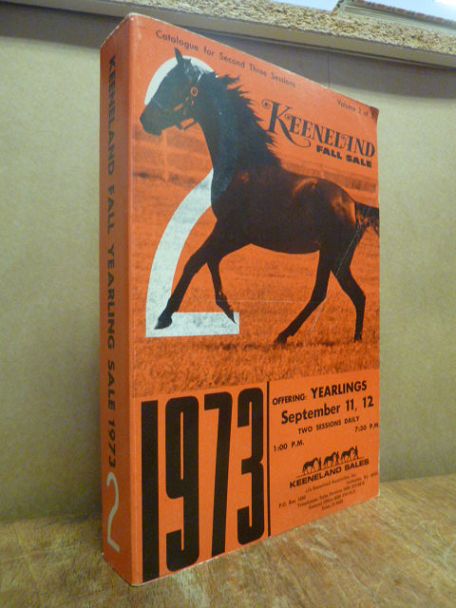 KEENELAND FALL YEARLING SALE 1973
2
Catalogue for Second Three Sessions
Volume 2 of
2
KEENELAND
FALL SALE
1973
OFFERING: YEARLINGS
September 11, 12
TWO SESSIONS DAILY
1:00 P.M. 7:30 P.M.
KEENELAND SALES
P.O. Box